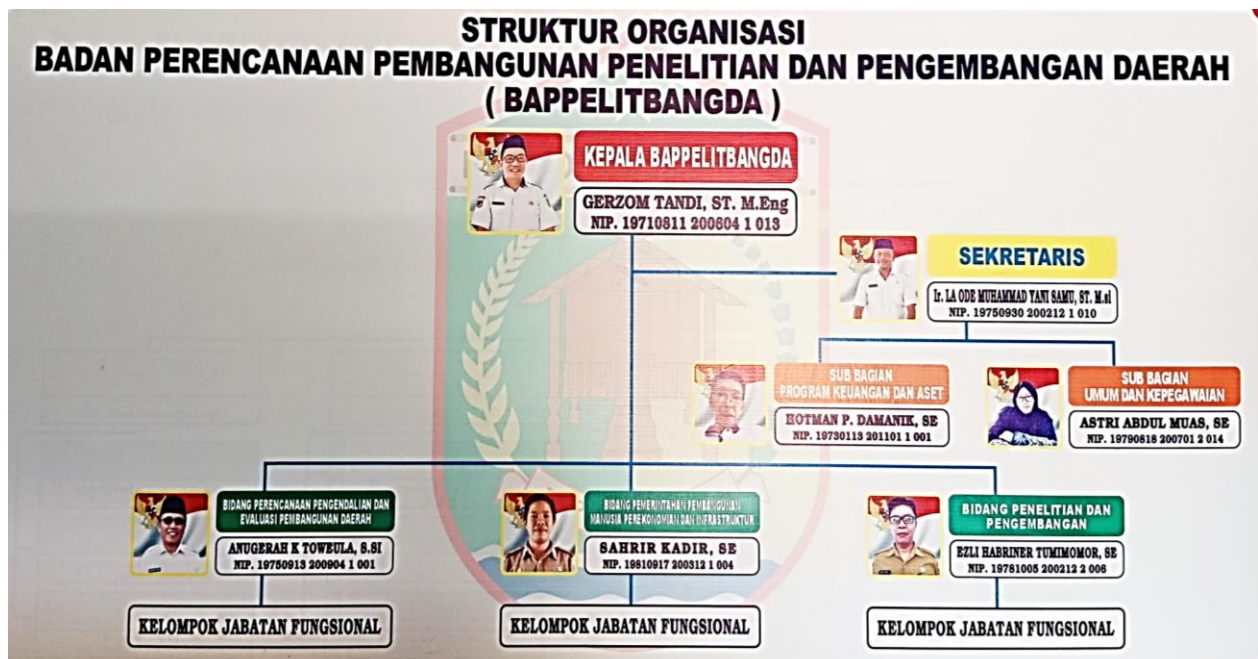 STRUKTUR ORGANISASI
BADAN PERENCANAAN PEMBANGUNAN PENELITIAN DAN PENGEMBANGAN DAERAH
( BAPPELITBANGDA )
KEPALA BAPPELITBANGDA
GERZOM TANDI, ST. M.Eng
NIP. 19710811 200604 1 013
SEKRETARIS
Ir. LA ODE MUHAMMAD YANI SAMU, ST. M.si
NIP. 19750930 200212 1 010
SUB BAGIAN
PROGRAM KEUANGAN DAN ASET
HOTMAN P. DAMANIK, SE
NIP. 19730113 201101 1 001
SUB BAGIAN
UMUM DAN KEPEGAWAIAN
ASTRI ABDUL MUAS, SE
NIP. 19790818 200701 2 014
BIDANG PERENCANAAN PENGENDALIAN DAN
EVALUASI PEMBANGUNAN DAERAH
ANUGERAH K TOWEULA, S.SI
NIP. 19750913 200904 1 001
KELOMPOK JABATAN FUNGSIONAL
BIDANG PEMERINTAHAN PEMBANGUNAN
MANUSIA PEREKONOMIAN DAN INFRASTRUKTUR
SAHRIR KADIR, SE
NIP. 19810917 200312 1 004
KELOMPOK JABATAN FUNGSIONAL
BIDANG PENELITIAN DAN
PENGEMBANGAN
EZLI HABRINER TUMIMOMOR, SE
NIP. 19781005 200212 2 006
KELOMPOK JABATAN FUNGSIONAL